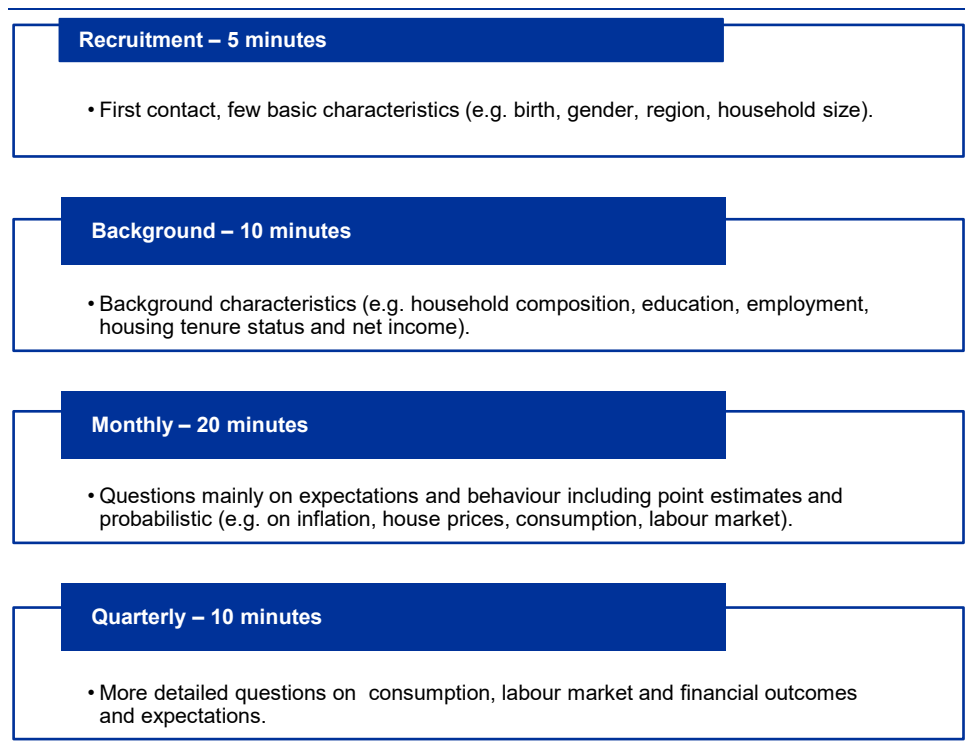 Recruitment – 5 minutes
• First contact, few basic characteristics (e.g. birth, gender, region, household size).
Background – 10 minutes
• Background characteristics (e.g. household composition, education, employment,
housing tenure status and net income).
Monthly – 20 minutes
• Questions mainly on expectations and behaviour including point estimates and
probabilistic (e.g. on inflation, house prices, consumption, labour market).
Quarterly – 10 minutes
• More detailed questions on  consumption, labour market and financial outcomes
and expectations.